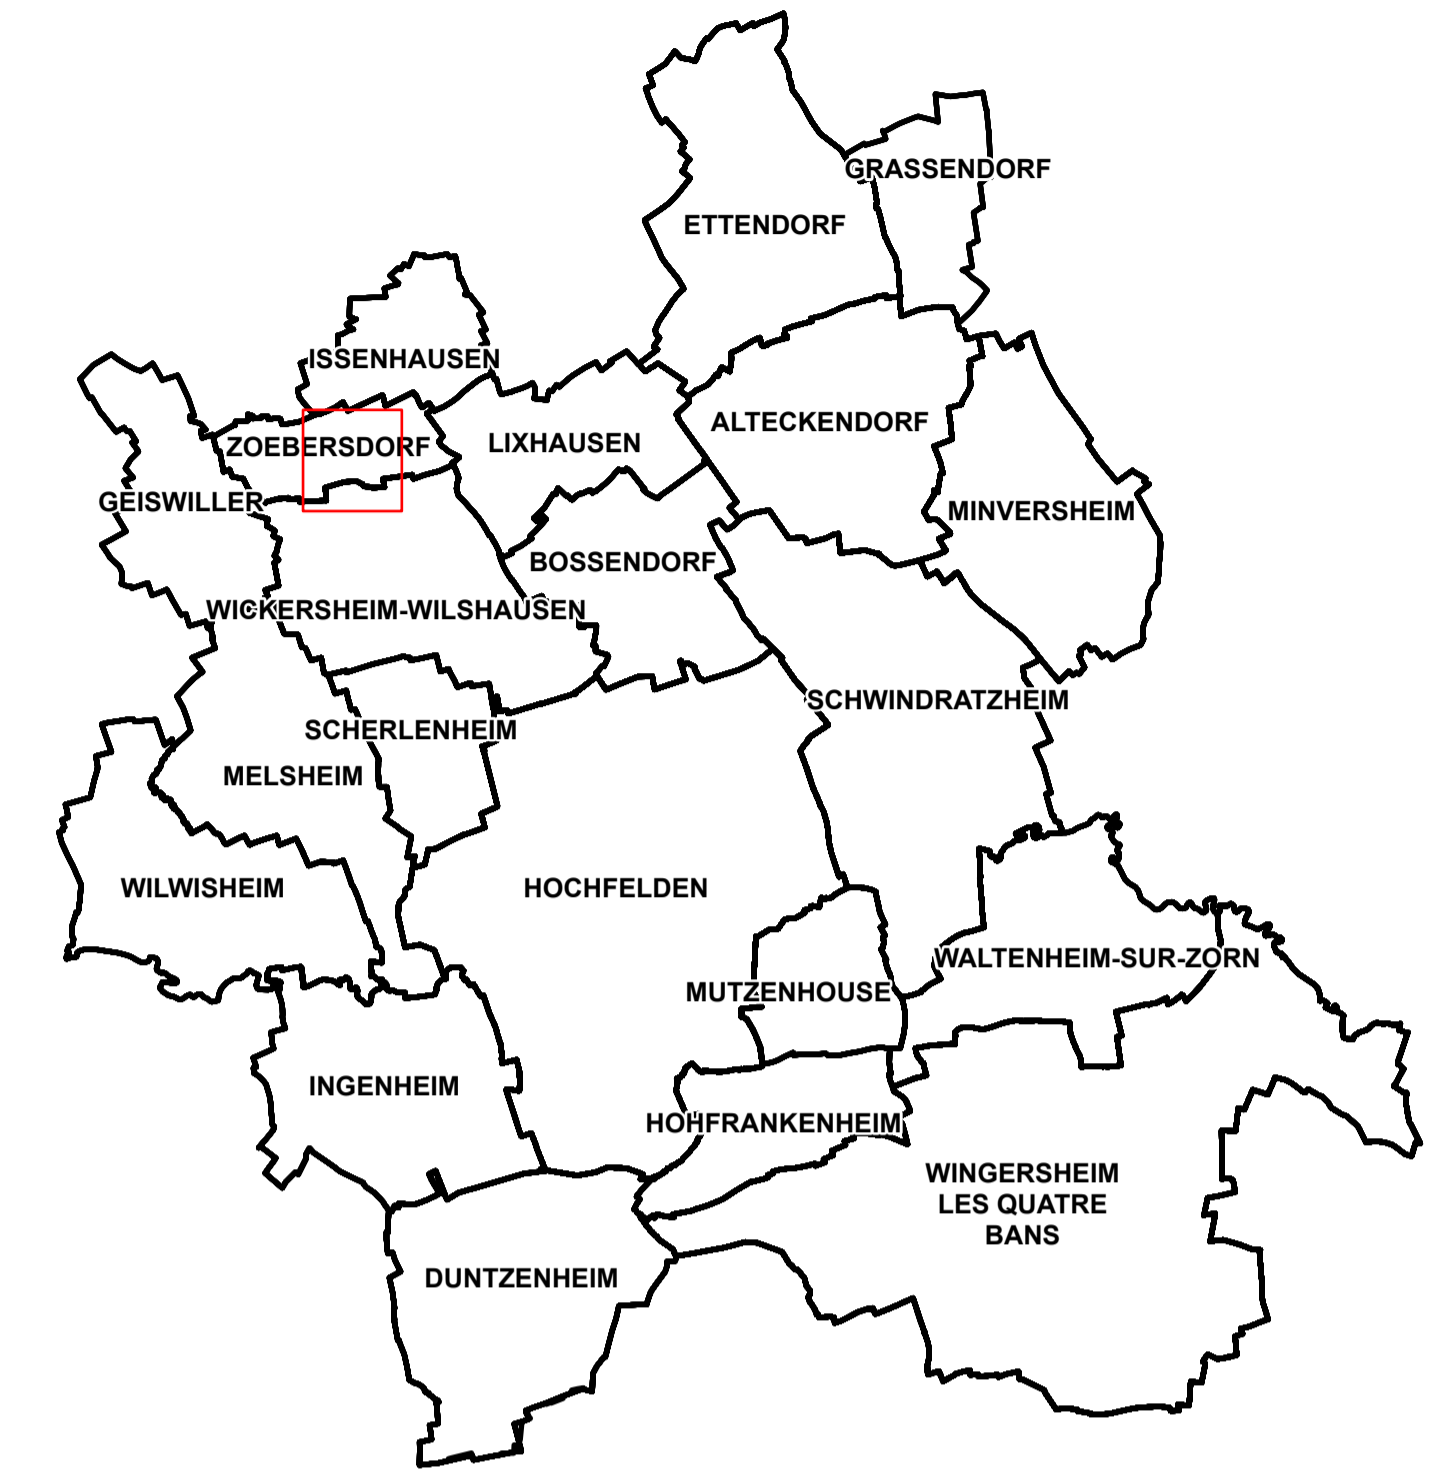 GRASSENDORF
ETTENDORF
ISSENHAUSEN
ALTECKENDORF
ZOEBERSDORF
LIXHAUSEN
GEISWILLER
MINVERSHEIM
BOSSENDORF
WICKERSHEIM-WILSHAUSEN
SCHWINDRATZHEIM
SCHERLENHEIM
MELSHEIM
WILWISHEIM
HOCHFELDEN
WALTENHEIM-SUR-ZORN
MUTZENHOUSE
INGENHEIM
HOHFRANKENHEIM
WINGERSHEIM
LES QUATRE
BANS
DUNTZENHEIM